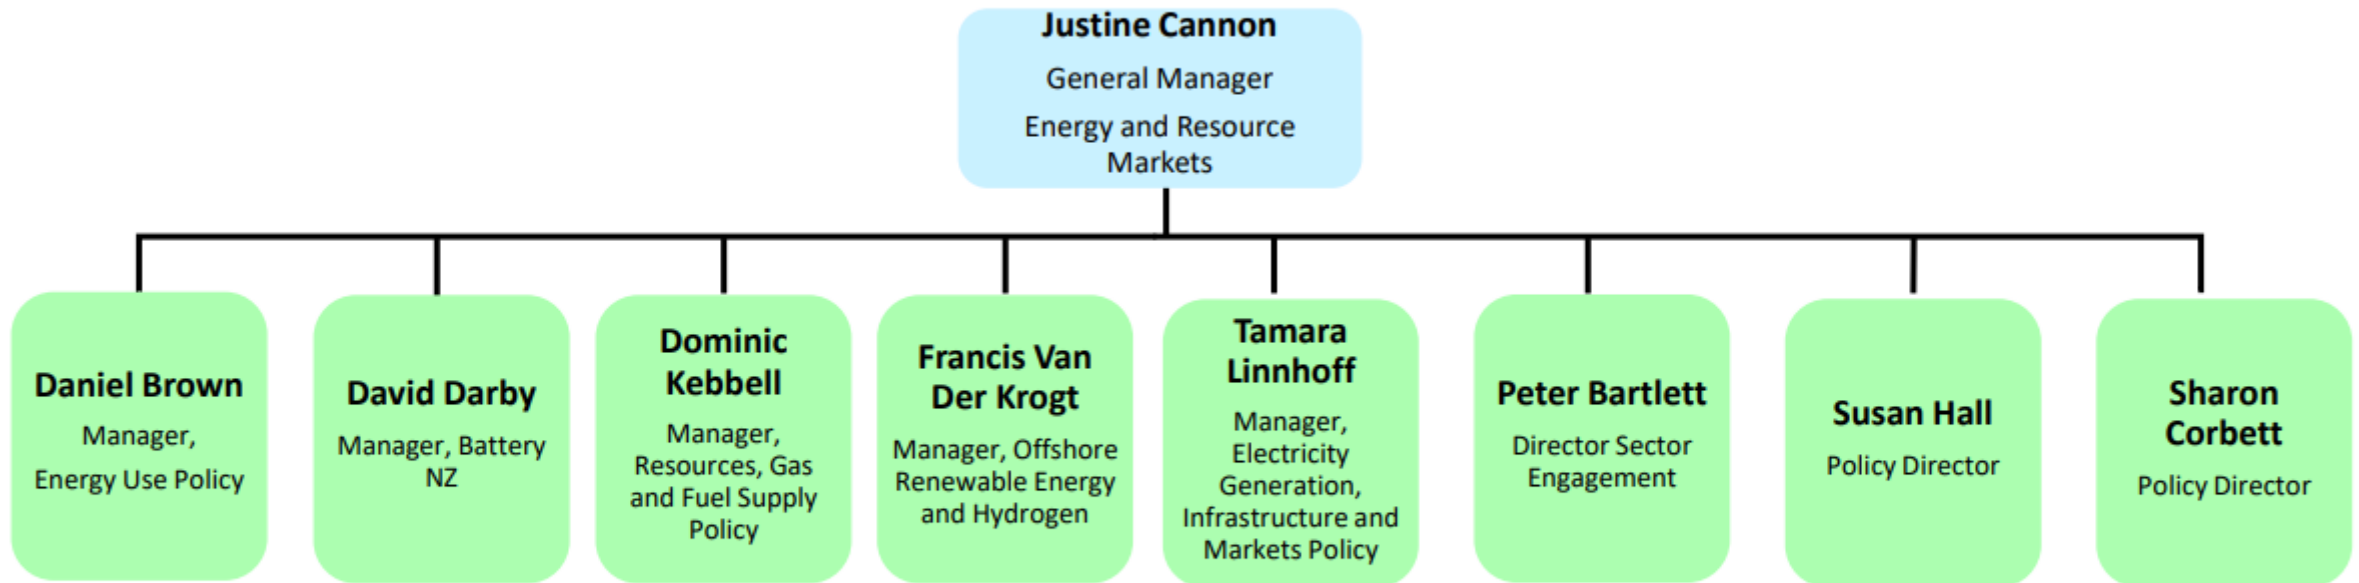 Justine Cannon
General Manager
Energy and Resource
Markets
Daniel Brown
Manager,
Energy Use Policy
David Darby
Manager, Battery
NZ
Dominic
Kebbell
Manager,
Resources, Gas
and Fuel Supply
Policy
Francis Van
Der Krogt
Manager, Offshore
Renewable Energy
and Hydrogen
Tamara
Linnhoff
Manager,
Electricity
Generation,
Infrastructure and
Markets Policy
Peter Bartlett
Director Sector
Engagement
Susan Hall
Policy Director
Sharon
Corbett
Policy Director